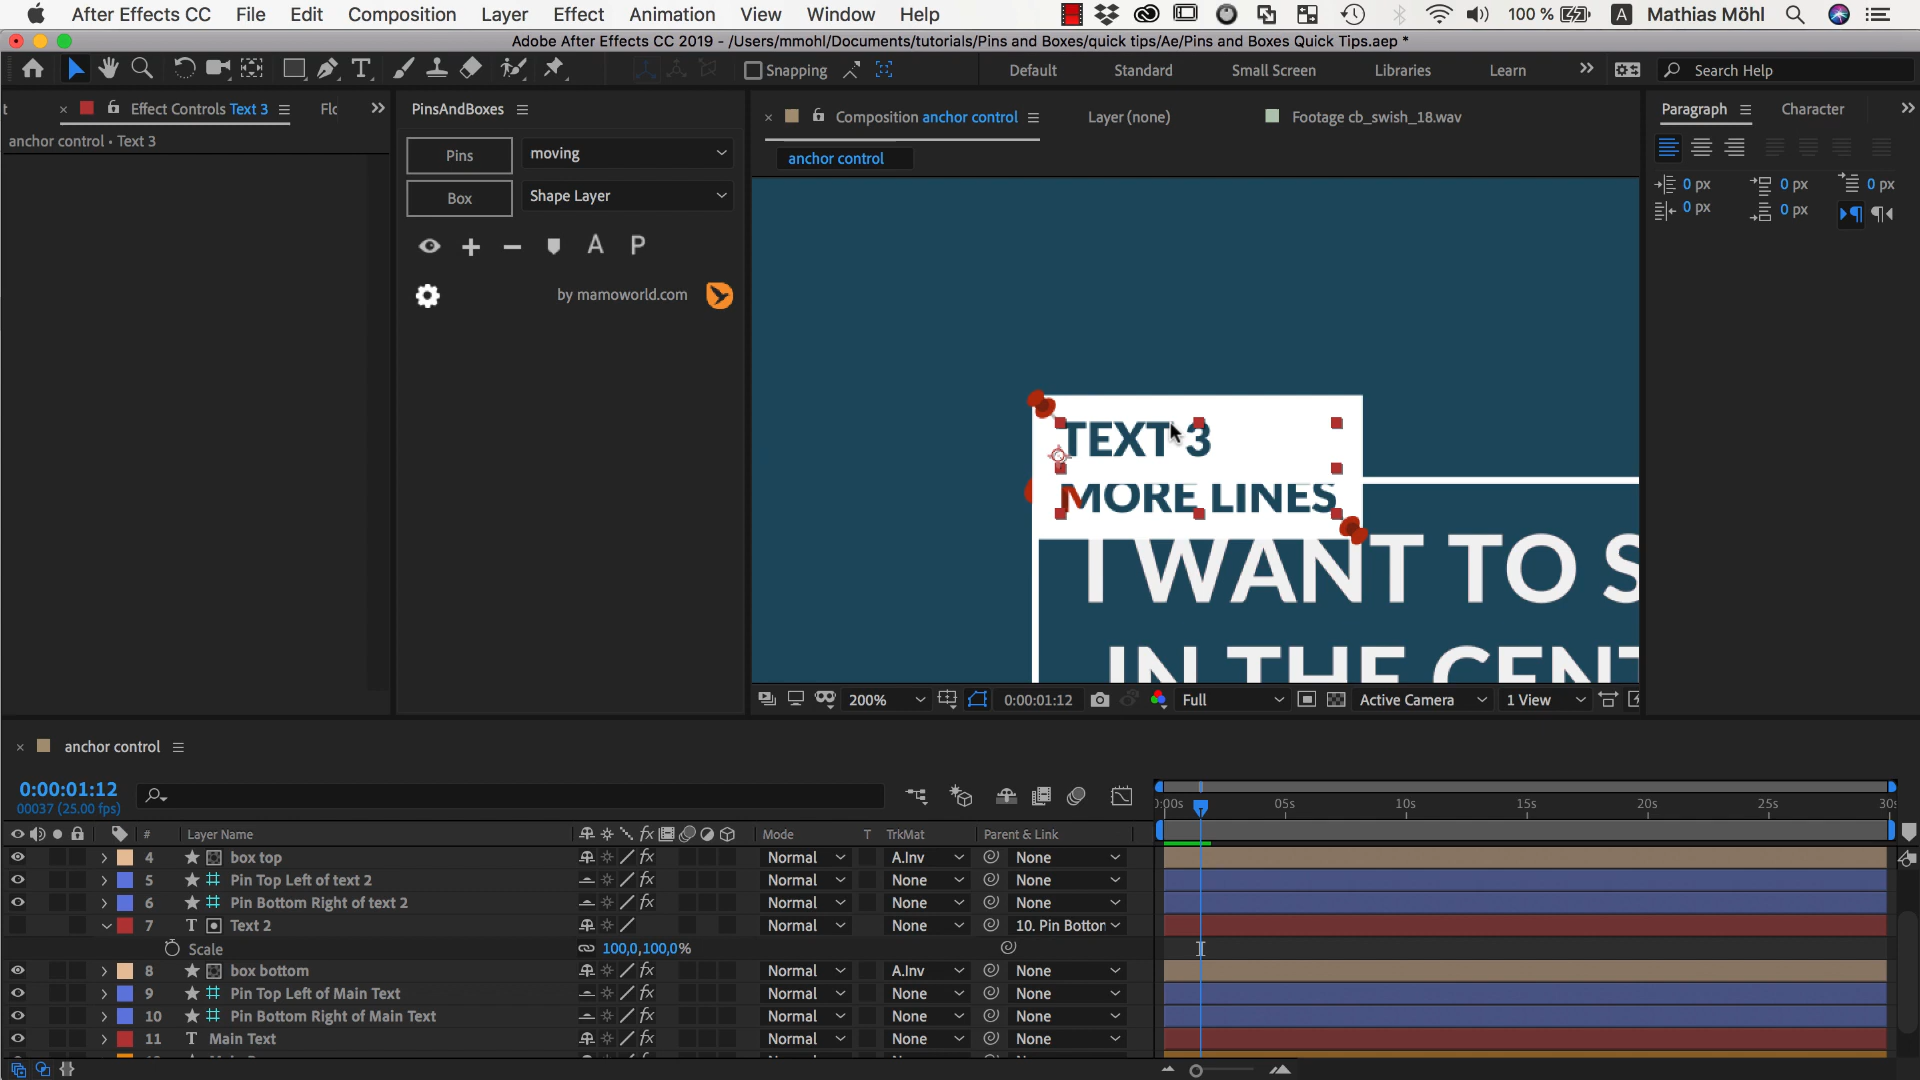 After Effects CC File Edit Composition Layer Effect Animation View Window Help 100 % A Mathias Möhl
Adobe After Effects CC 2019 - /Users/mmohl/Documents/tutorials/Pins and Boxes/quick tips/Ae/Pins and Boxes Quick Tips.aep *
Snapping Default Standard Small Screen Libraries Learn Search Help
Effect Controls Text 3
PinsAndBoxes
Composition anchor control Layer (none) Footage cb_swish_18.wav
Paragraph Character
anchor control • Text 3
Pins moving
anchor control
Box Shape Layer
0 px 0 px 0 px
0 px 0 px
A P
by mamoworld.com
TEXT 3
MORE LINES
I WANT TO S
IN THE CENT
200% 0:00:01:12 Full Active Camera 1 View
anchor control
0:00:01:12
00037 (25.00 fps)
05s 10s 15s 20s 25s
# Layer Name Mode T TrkMat Parent & Link
4 box top Normal A.Inv None
5 Pin Top Left of text 2 Normal None None
6 Pin Bottom Right of text 2 Normal None None
7 T Text 2 Normal None 10. Pin Bottor
Scale 100,0,100,0%
8 box bottom Normal A.Inv None
9 Pin Top Left of Main Text Normal None None
10 Pin Bottom Right of Main Text Normal None None
11 T Main Text Normal None None